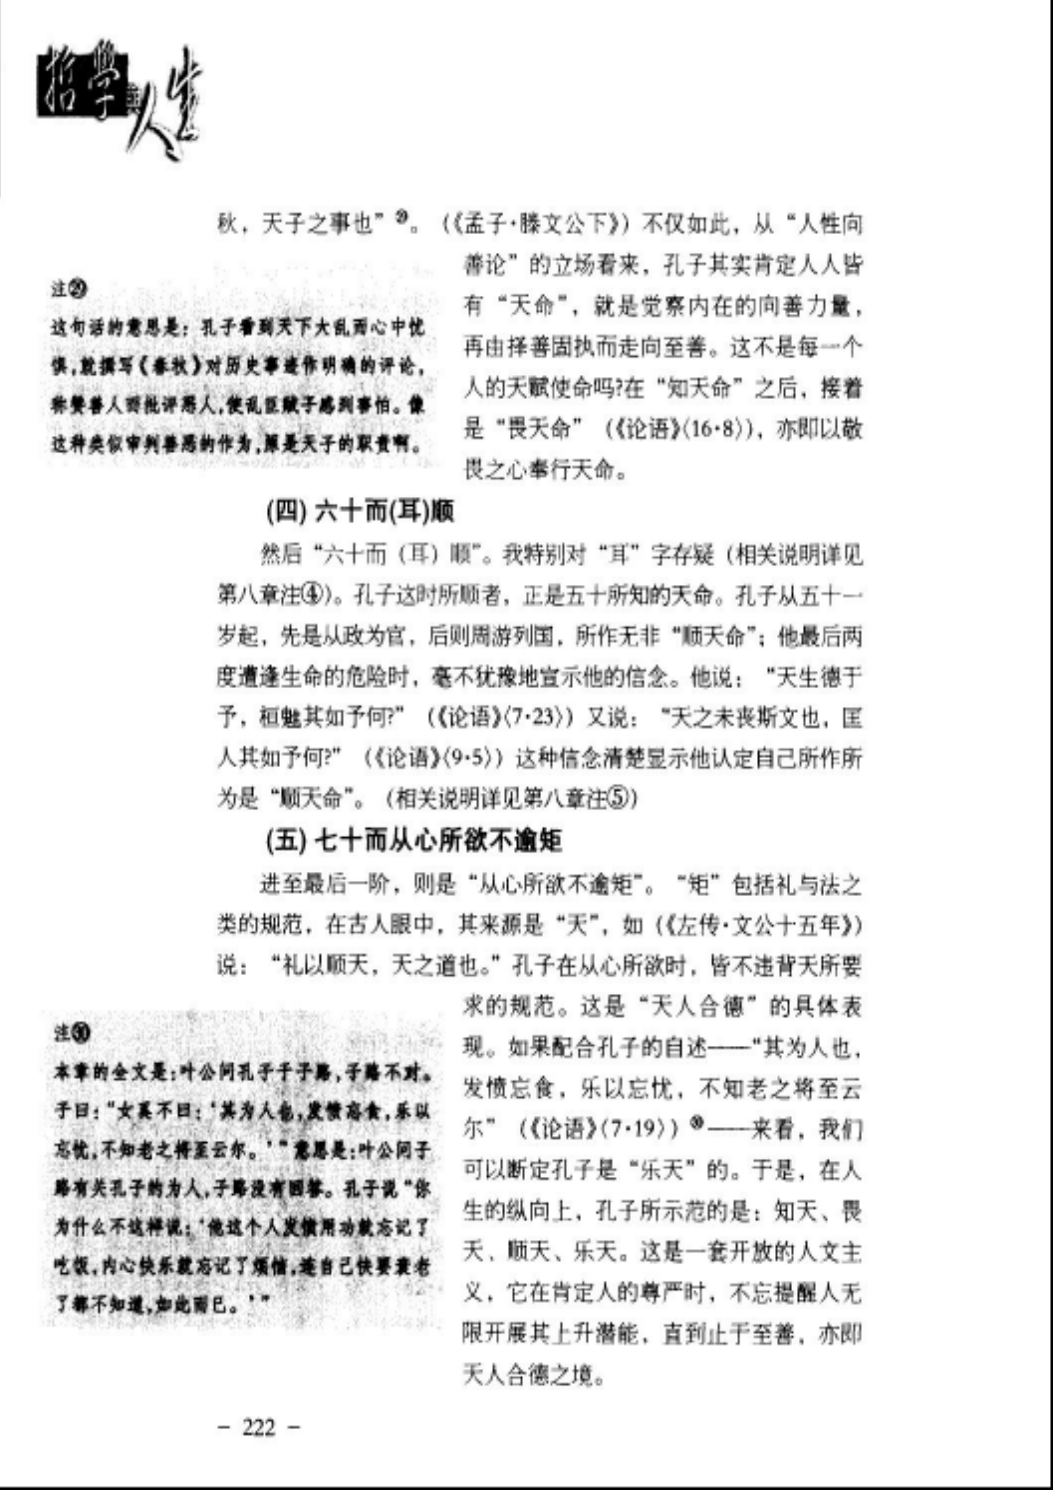 哲學與人生
秋，天子之事也”㉙。（《孟子·滕文公下》）不仅如此，从“人性向
善论”的立场看来，孔子其实肯定人人皆
有“天命”，就是觉察内在的向善力量，
再由择善固执而走向至善。这不是每一个
人的天赋使命吗?在“知天命”之后，接着
是“畏天命”（《论语》〈16·8〉），亦即以敬
畏之心奉行天命。
注㉙
这句话的意思是：孔子看到天下大乱而心中忧
惧，就撰写《春秋》对历史事迹作明确的评论，
称赞善人而批评恶人，使乱臣贼子感到害怕。像
这种类似审判善恶的作为，原是天子的职责啊。
(四) 六十而(耳)顺
然后“六十而（耳）顺”。我特别对“耳”字存疑（相关说明详见
第八章注④）。孔子这时所顺者，正是五十所知的天命。孔子从五十一
岁起，先是从政为官，后则周游列国，所作无非“顺天命”；他最后两
度遭逢生命的危险时，毫不犹豫地宣示他的信念。他说：“天生德于
予，桓魋其如予何?”（《论语》〈7·23〉）又说：“天之未丧斯文也，匡
人其如予何?”（《论语》〈9·5〉）这种信念清楚显示他认定自己所作所
为是“顺天命”。（相关说明详见第八章注⑤）
(五) 七十而从心所欲不逾矩
进至最后一阶，则是“从心所欲不逾矩”。“矩”包括礼与法之
类的规范，在古人眼中，其来源是“天”，如（《左传·文公十五年》）
说：“礼以顺天，天之道也。”孔子在从心所欲时，皆不违背天所要
求的规范。这是“天人合德”的具体表
现。如果配合孔子的自述——“其为人也，
发愤忘食，乐以忘忧，不知老之将至云
尔”（《论语》〈7·19〉）㉚——来看，我们
可以断定孔子是“乐天”的。于是，在人
生的纵向上，孔子所示范的是：知天、畏
天、顺天、乐天。这是一套开放的人文主
义，它在肯定人的尊严时，不忘提醒人无
限开展其上升潜能，直到止于至善，亦即
天人合德之境。
注㉚
本章的全文是：叶公问孔子于子路，子路不对。
子曰：“女奚不曰：‘其为人也，发愤忘食，乐以
忘忧，不知老之将至云尔。’”意思是：叶公问子
路有关孔子的为人，子路没有回答。孔子说“你
为什么不这样说：‘他这个人发愤用功就忘记了
吃饭，内心快乐就忘记了烦恼，连自己快要衰老
了都不知道，如此而已。’”
- 222 -